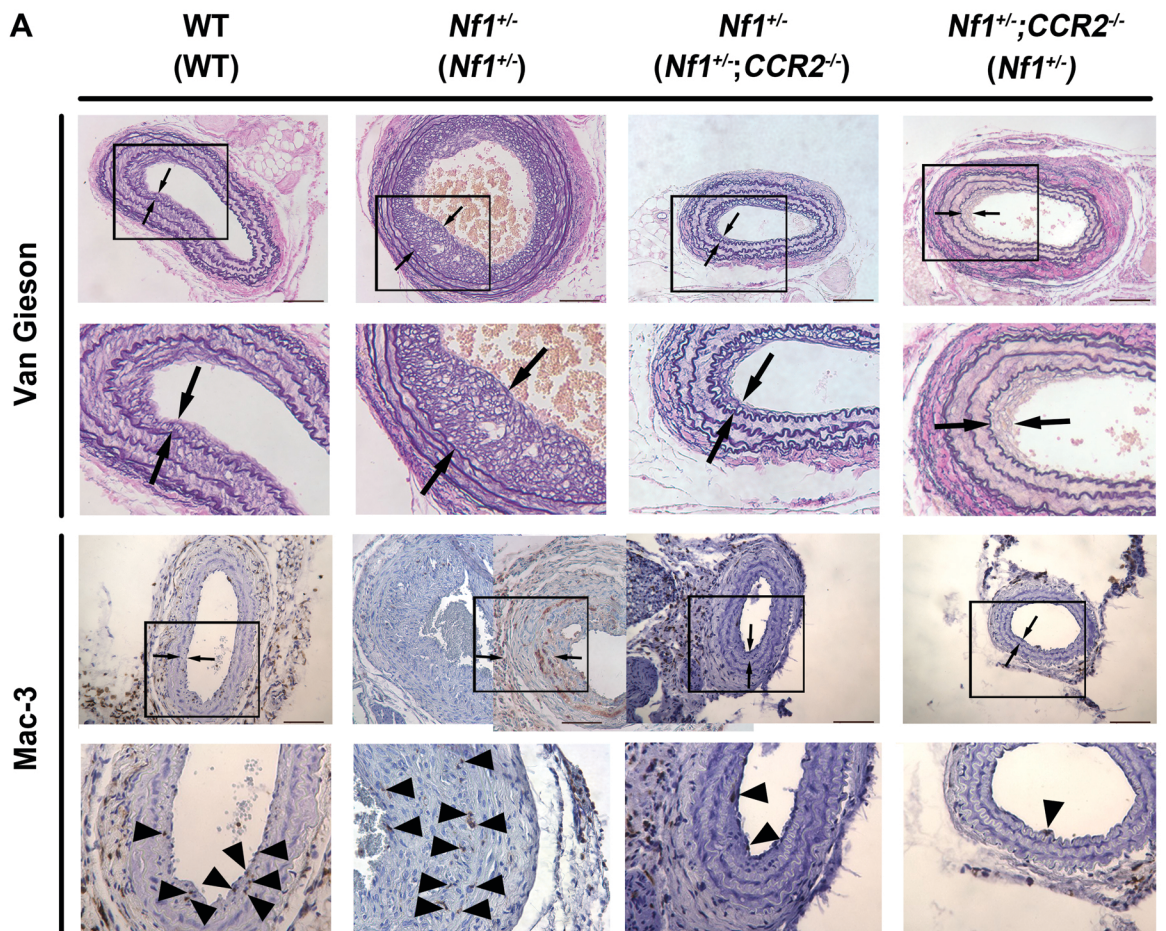 A
WT Nf1+/- Nf1+/- Nf1+/-;CCR2-/-
(WT) (Nf1+/-) (Nf1+/-;CCR2-/-) (Nf1+/-)
Van Gieson
Mac-3